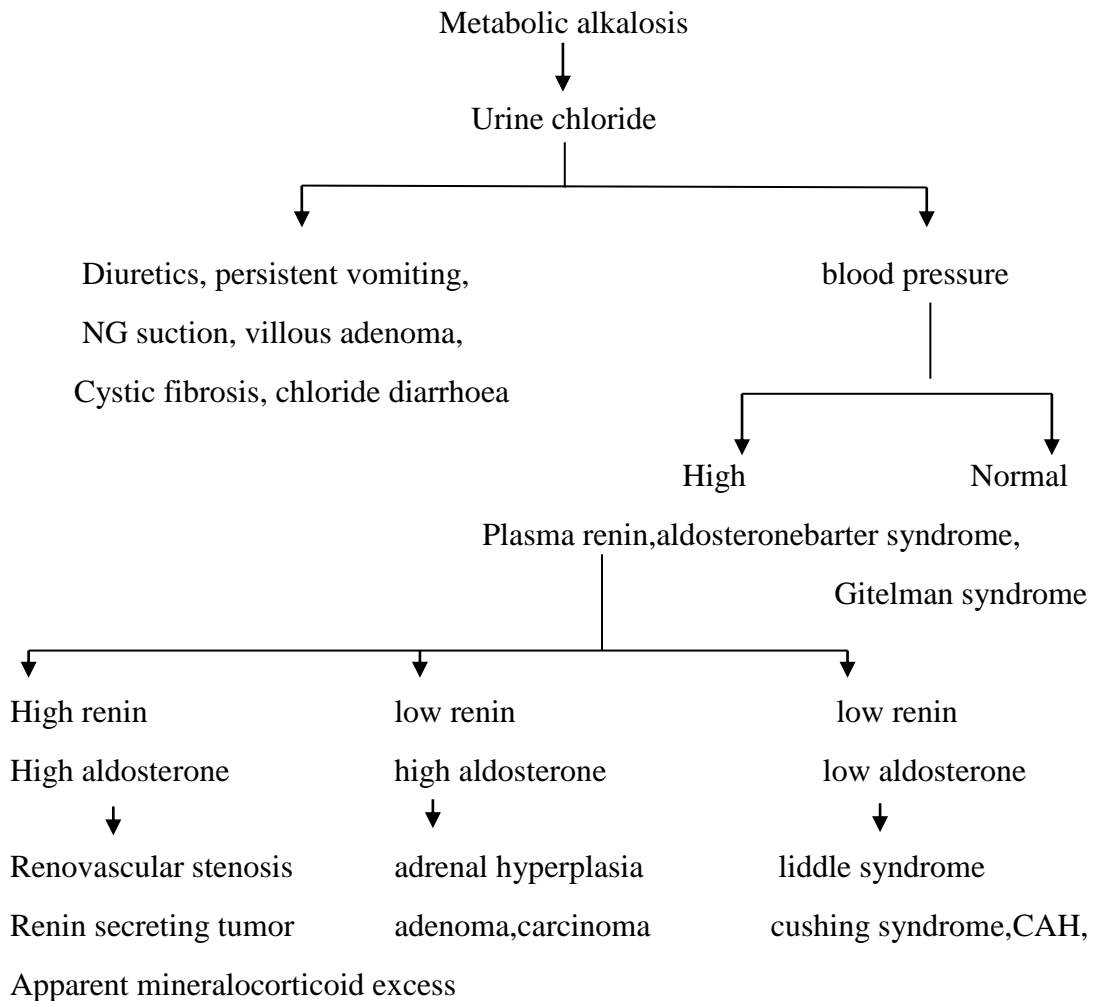 Metabolic alkalosis
Urine chloride
Diuretics, persistent vomiting,
NG suction, villous adenoma,
Cystic fibrosis, chloride diarrhoea
blood pressure
High Normal
Plasma renin,aldosteronebarter syndrome,
Gitelman syndrome
High renin low renin low renin
High aldosterone high aldosterone low aldosterone
Renovascular stenosis adrenal hyperplasia liddle syndrome
Renin secreting tumor adenoma,carcinoma cushing syndrome,CAH,
Apparent mineralocorticoid excess